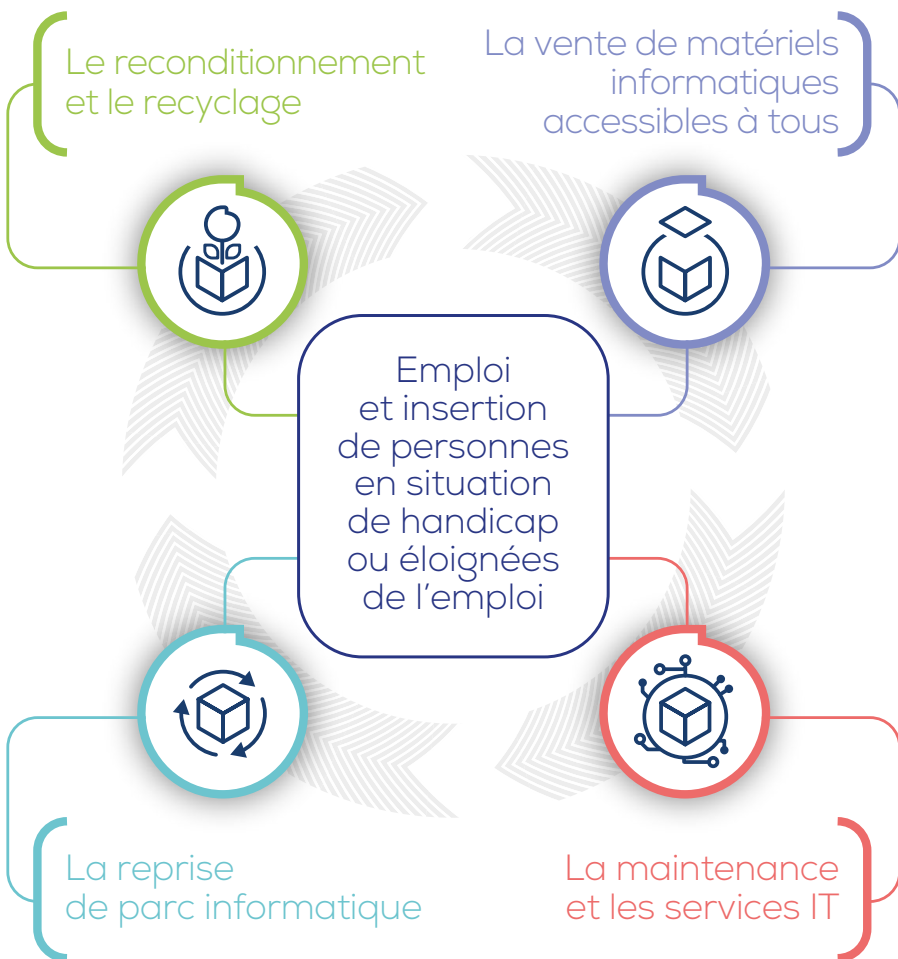 Le reconditionnement
et le recyclage
La vente de matériels
informatiques
accessibles à tous
Emploi
et insertion
de personnes
en situation
de handicap
ou éloignées
de l'emploi
La reprise
de parc informatique
La maintenance
et les services IT